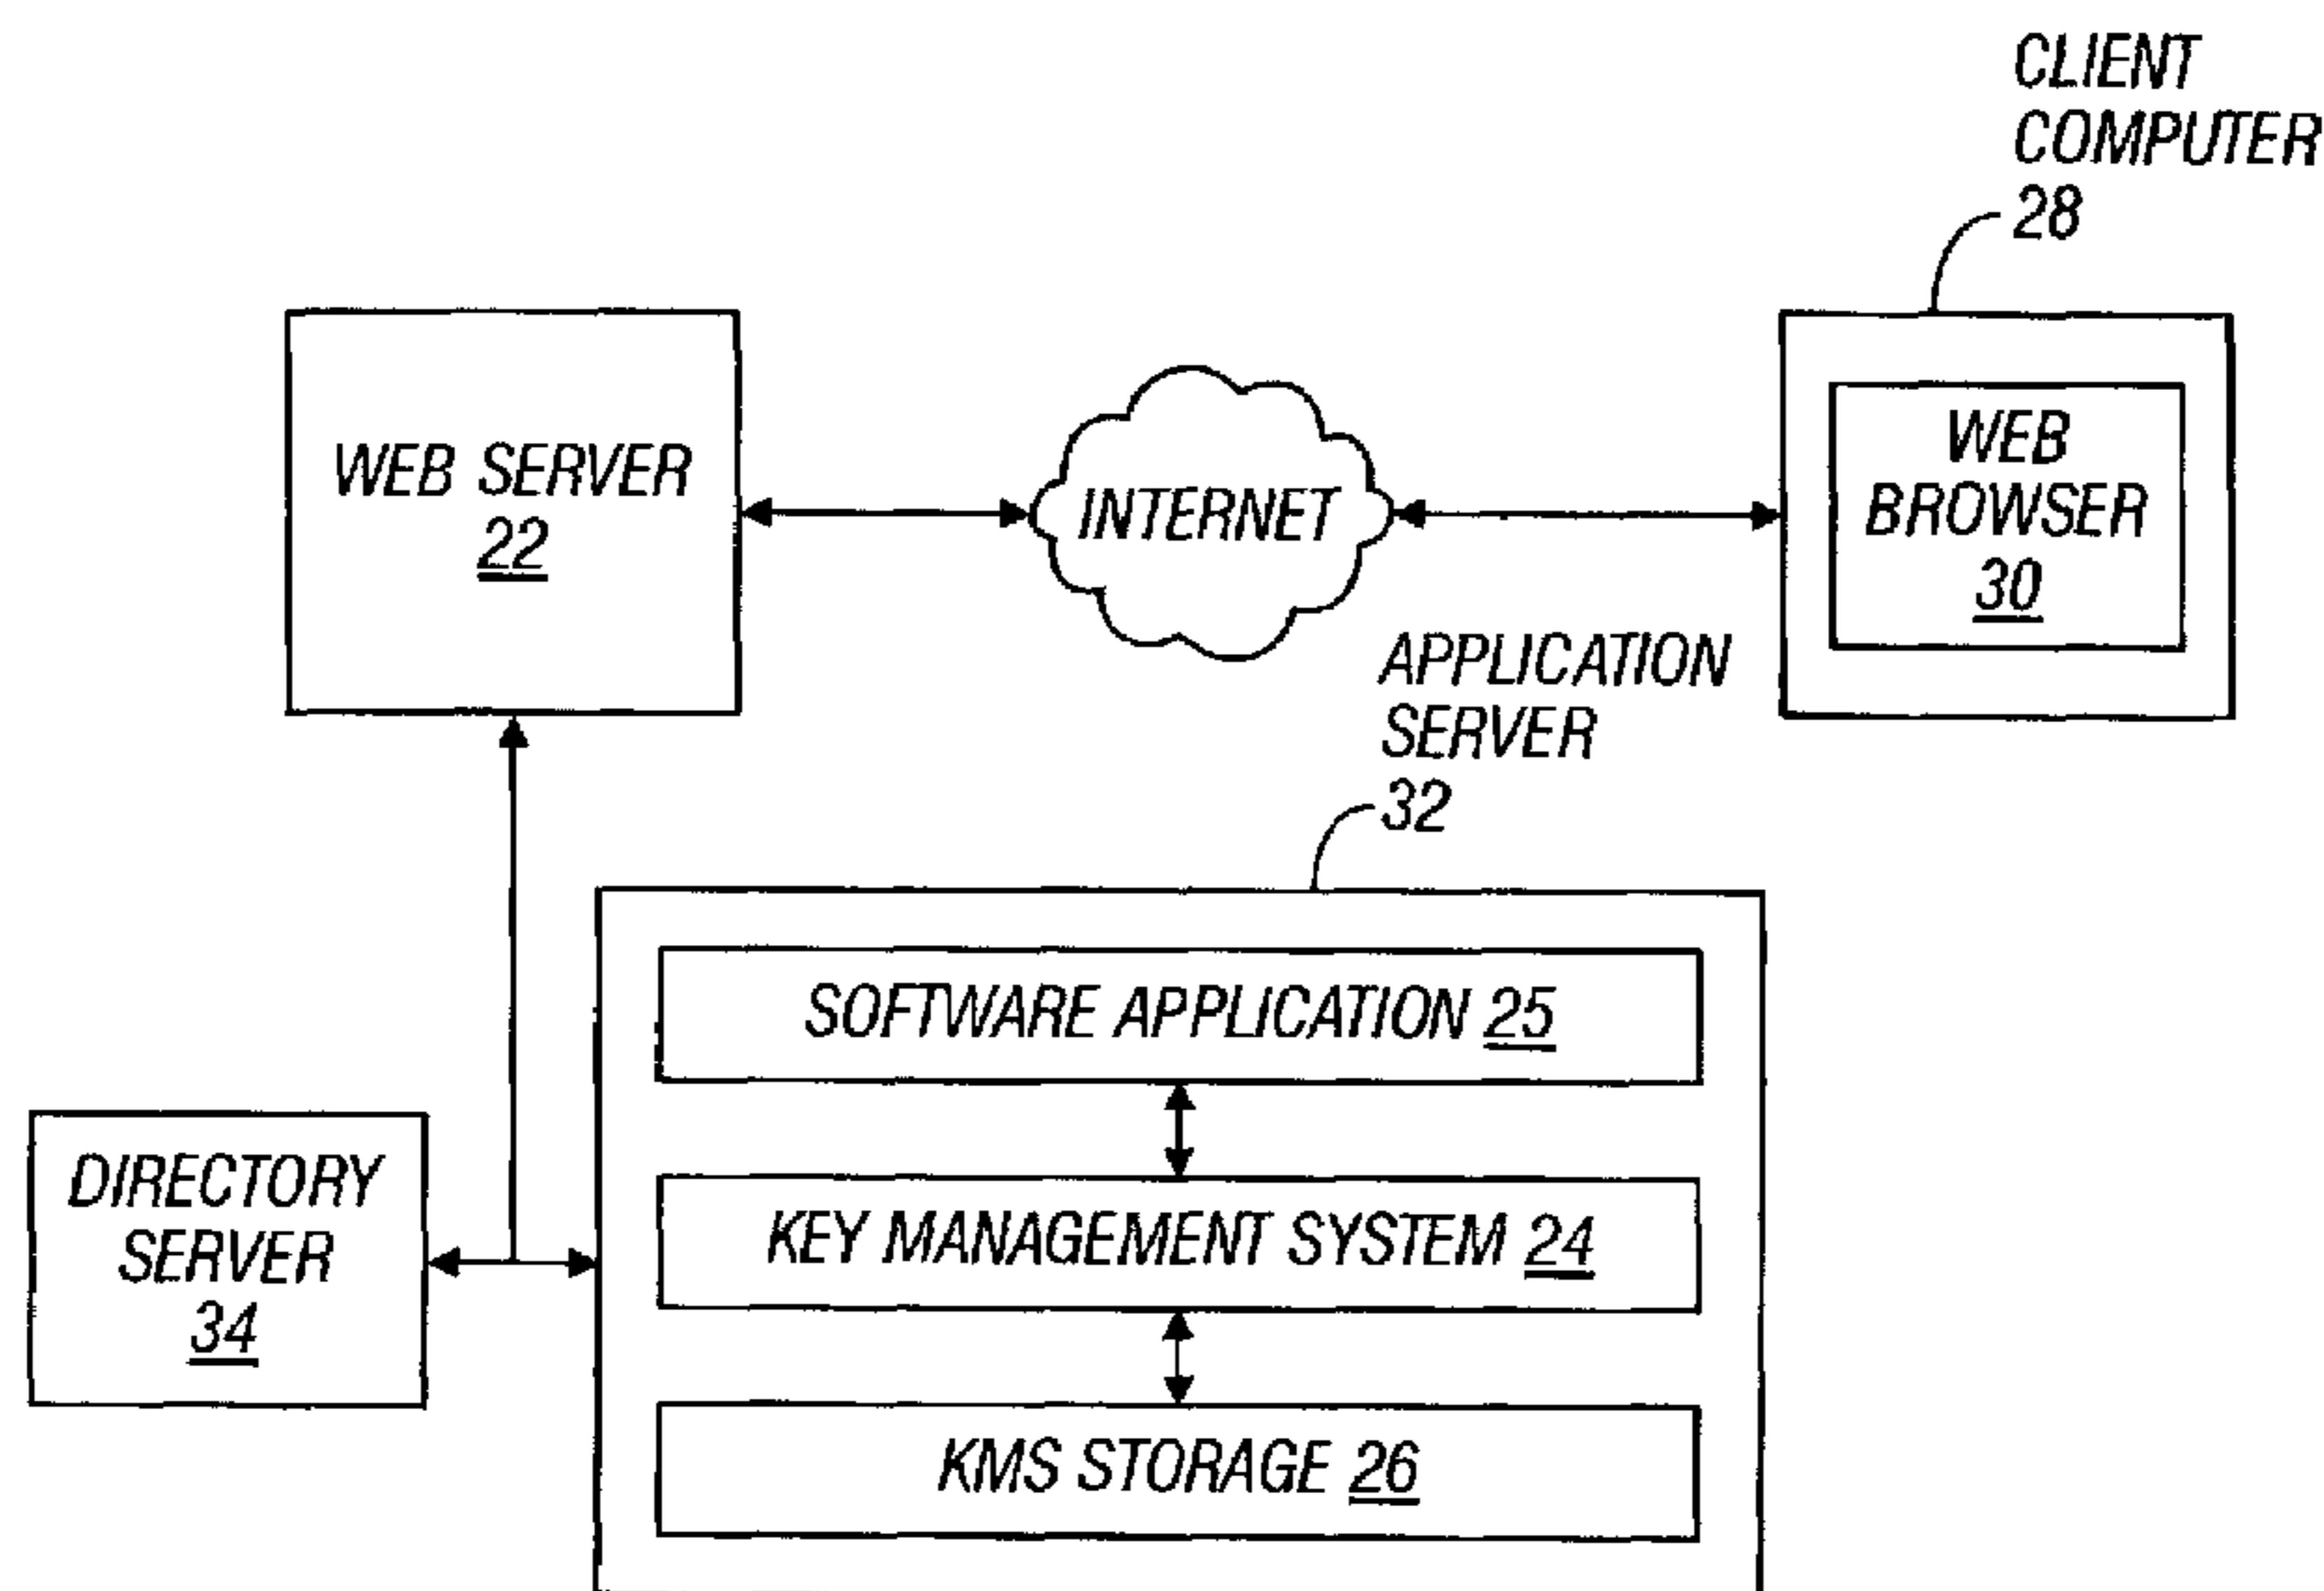 CLIENT
COMPUTER
28
WEB SERVER
22
INTERNET
WEB
BROWSER
30
APPLICATION
SERVER
32
SOFTWARE APPLICATION 25
DIRECTORY
SERVER
34
KEY MANAGEMENT SYSTEM 24
KMS STORAGE 26